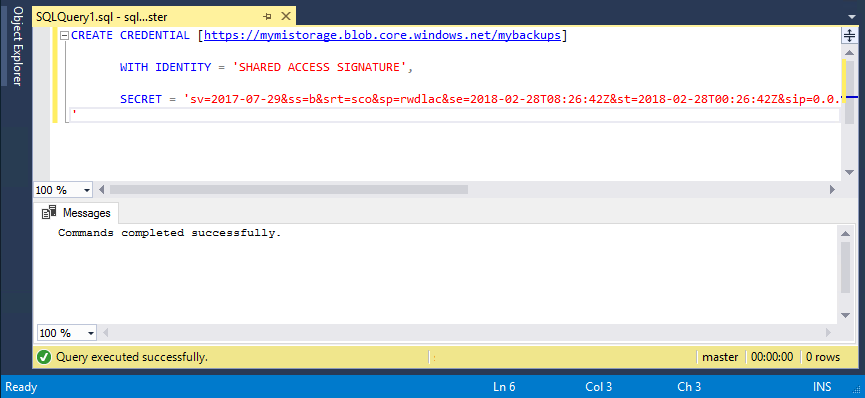 Object Explorer
SQLQuery1.sql - sql...ster
CREATE CREDENTIAL [https://mymistorage.blob.core.windows.net/mybackups]
WITH IDENTITY = 'SHARED ACCESS SIGNATURE',
SECRET = 'sv=2017-07-29&ss=b&srt=sco&sp=rwdlac&se=2018-02-28T08:26:42Z&st=2018-02-28T00:26:42Z&sip=0.0.
'
100 %
Messages
Commands completed successfully.
100 %
Query executed successfully.
master
00:00:00
0 rows
Ready
Ln 6
Col 3
Ch 3
INS